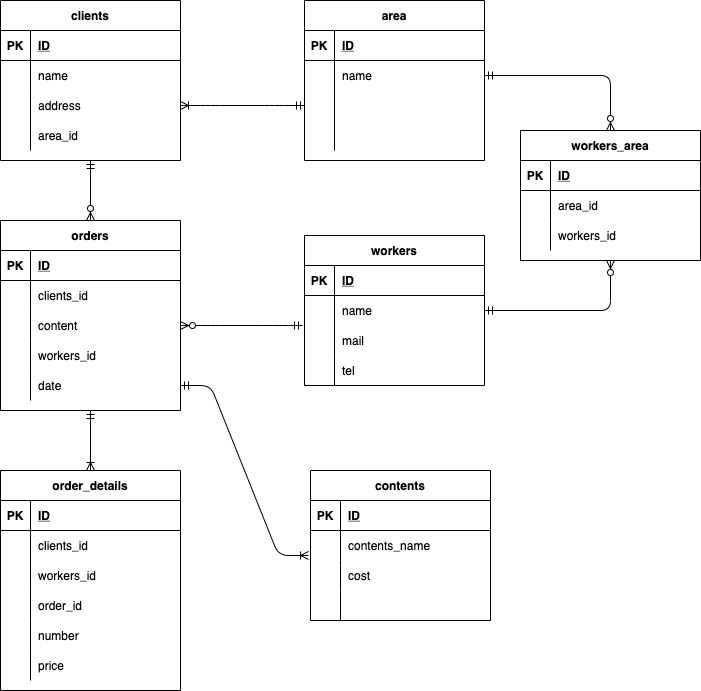 clients
PK ID
name
address
area_id
area
PK ID
name
workers_area
PK ID
area_id
workers_id
orders
PK ID
clients_id
content
workers_id
date
workers
PK ID
name
mail
tel
order_details
PK ID
clients_id
workers_id
order_id
number
price
contents
PK ID
contents_name
cost